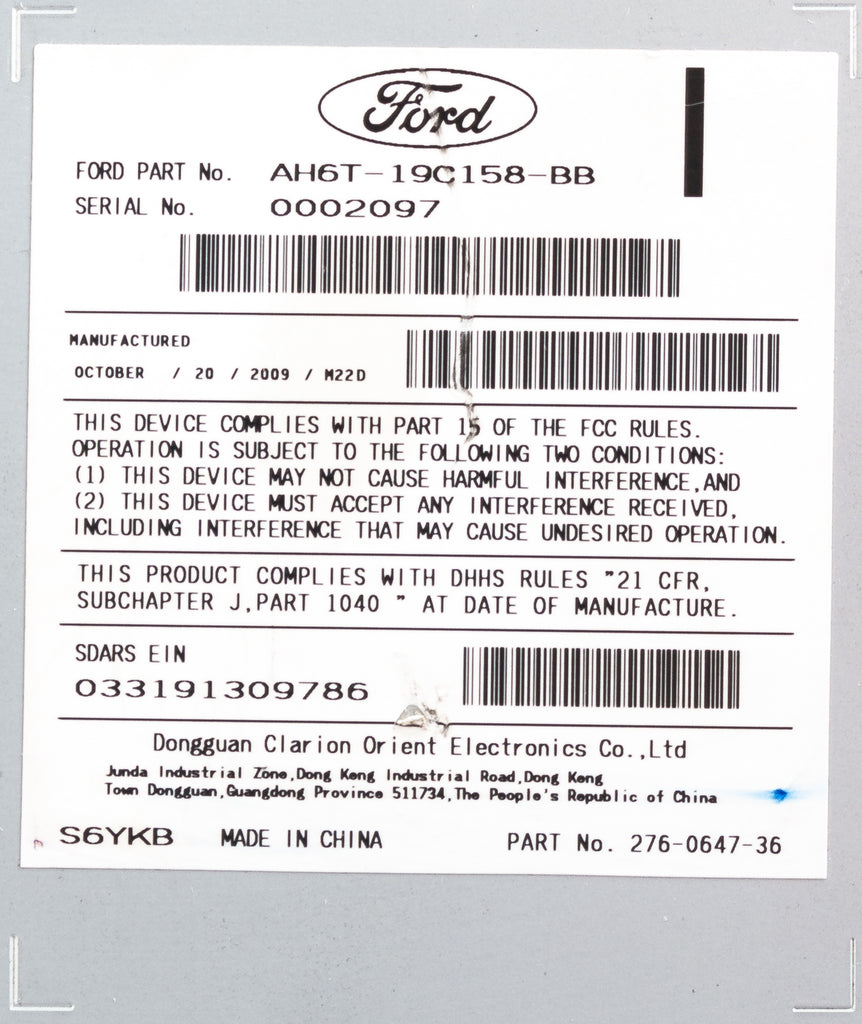 Ford
FORD PART No. AH6T-19C158-BB
SERIAL No. 0002097
MANUFACTURED
OCTOBER / 20 / 2009 / M22D
THIS DEVICE COMPLIES WITH PART 15 OF THE FCC RULES.
OPERATION IS SUBJECT TO THE FOLLOWING TWO CONDITIONS:
(1) THIS DEVICE MAY NOT CAUSE HARMFUL INTERFERENCE,AND
(2) THIS DEVICE MUST ACCEPT ANY INTERFERENCE RECEIVED,
INCLUDING INTERFERENCE THAT MAY CAUSE UNDESIRED OPERATION.
THIS PRODUCT COMPLIES WITH DHHS RULES "21 CFR,
SUBCHAPTER J,PART 1040 " AT DATE OF MANUFACTURE.
SDARS EIN
033191309786
Dongguan Clarion Orient Electronics Co.,Ltd
Junda Industrial Zone,Dong Keng Industrial Road,Dong Keng
Town Dongguan,Guangdong Province 511734,The People's Republic of China
S6YKB MADE IN CHINA PART No. 276-0647-36